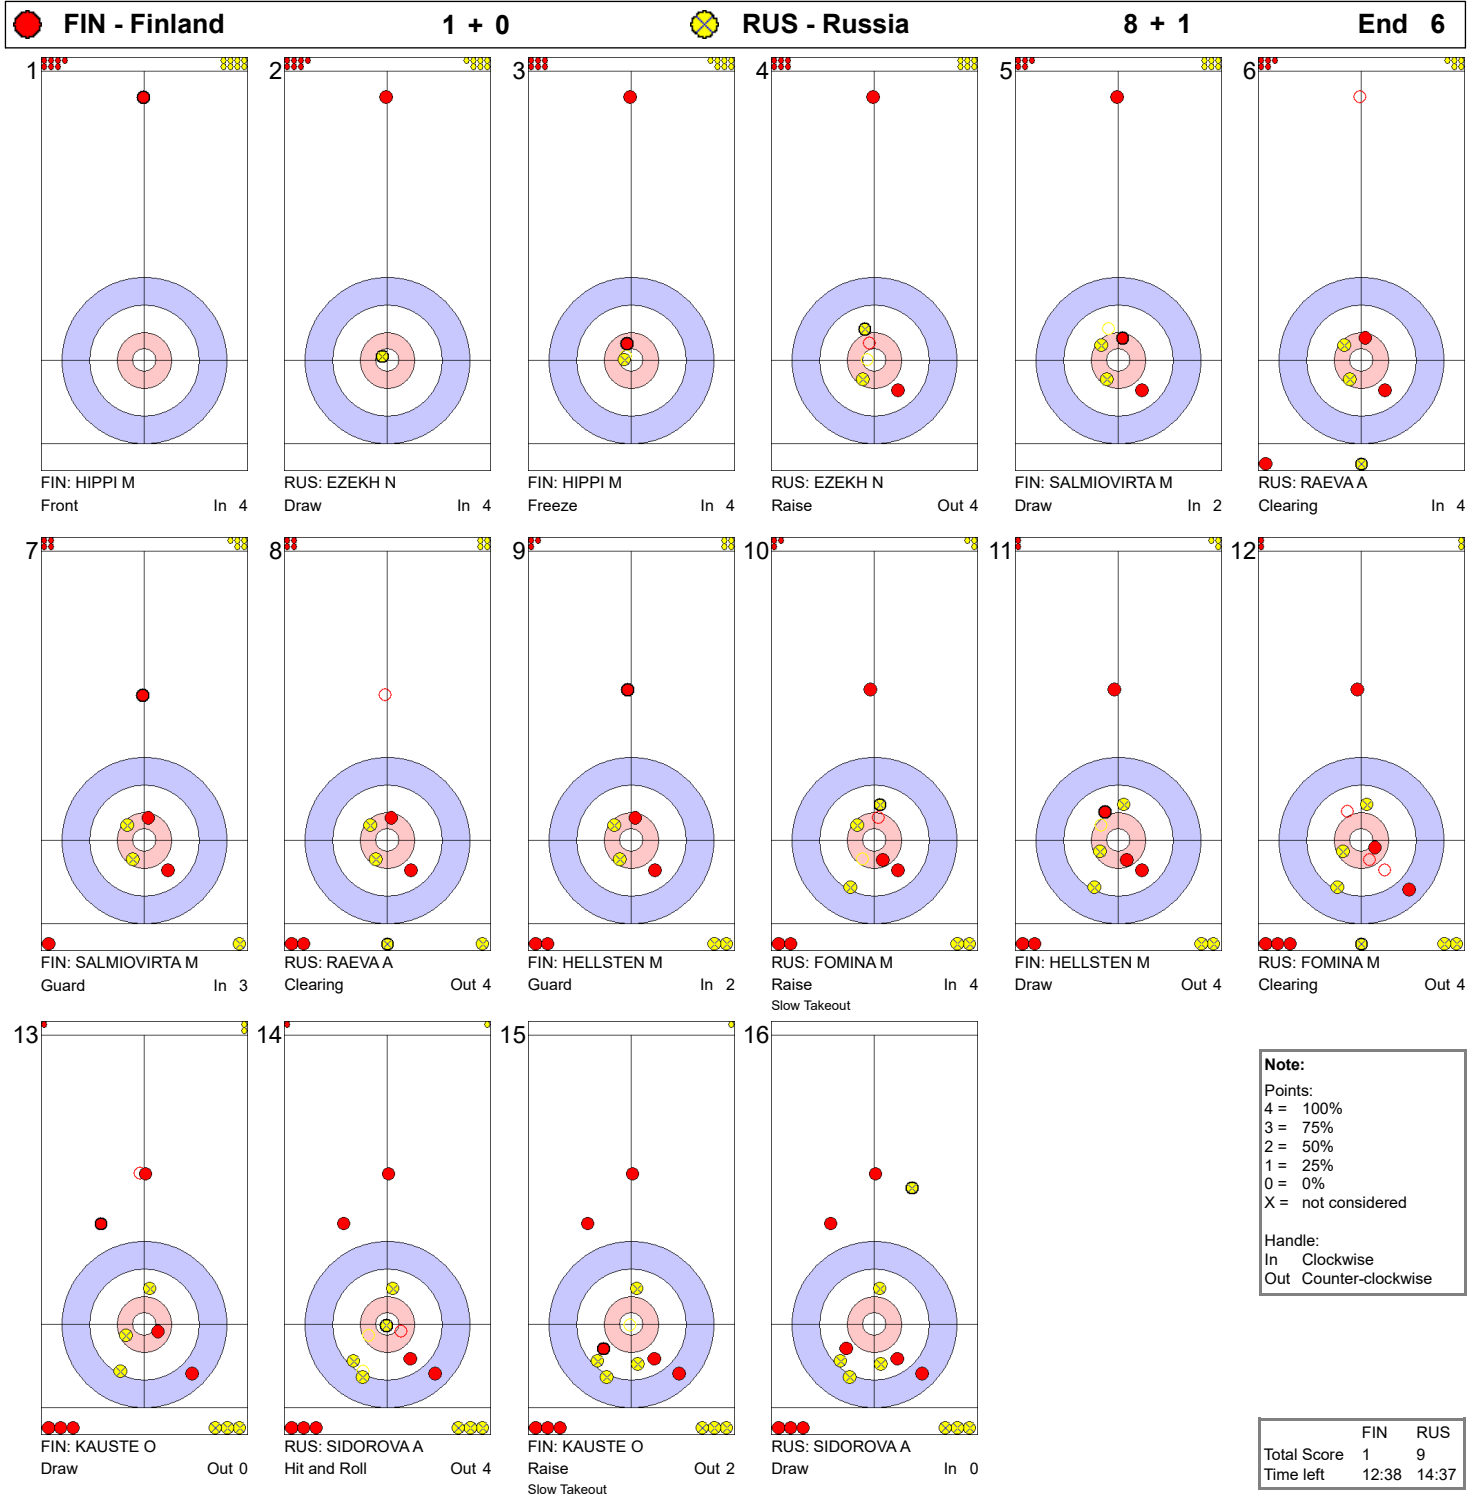 FIN - Finland 1 + 0 RUS - Russia 8 + 1 End 6
1 2 3 4 5 6
FIN: HIPPI M RUS: EZEKH N FIN: HIPPI M RUS: EZEKH N FIN: SALMIOVIRTA M RUS: RAEVA A
Front In 4 Draw In 4 Freeze In 4 Raise Out 4 Draw In 2 Clearing In 4
7 8 9 10 11 12
FIN: SALMIOVIRTA M RUS: RAEVA A FIN: HELLSTEN M RUS: FOMINA M FIN: HELLSTEN M RUS: FOMINA M
Guard In 3 Clearing Out 4 Guard In 2 Raise In 4 Draw Out 4 Clearing Out 4
Slow Takeout
13 14 15 16
FIN: KAUSTE O RUS: SIDOROVA A FIN: KAUSTE O RUS: SIDOROVA A
Draw Out 0 Hit and Roll Out 4 Raise Out 2 Draw In 0
Slow Takeout
Note:
Points:
4 = 100%
3 = 75%
2 = 50%
1 = 25%
0 = 0%
X = not considered
Handle:
In Clockwise
Out Counter-clockwise
FIN RUS
Total Score 1 9
Time left 12:38 14:37